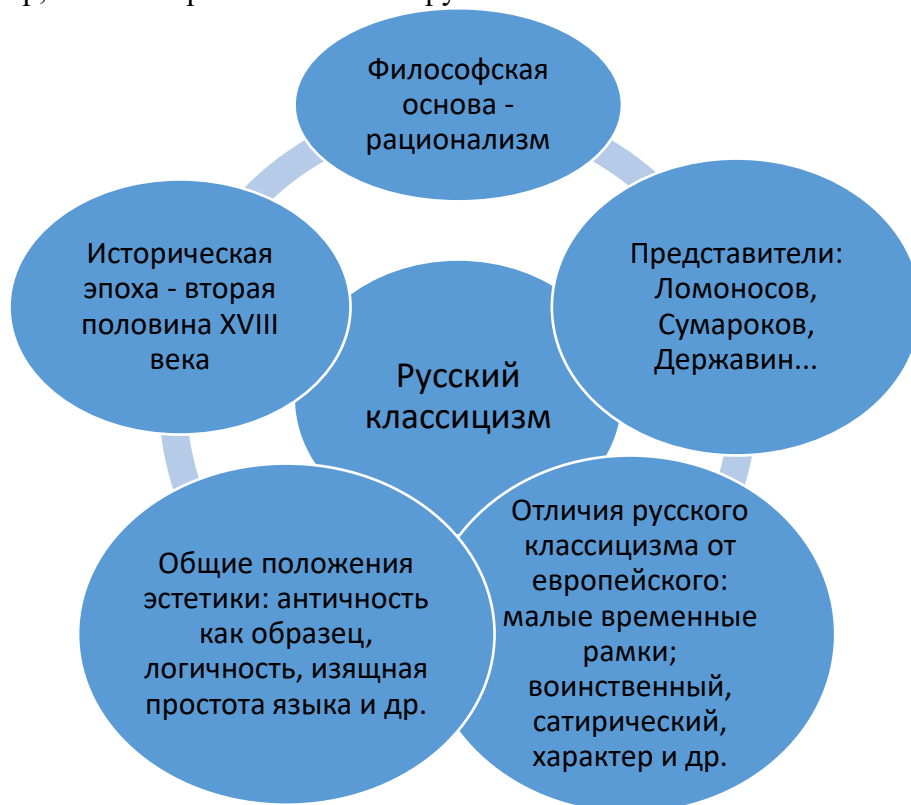 Философская
основа -
рационализм
Представители:
Ломоносов,
Сумароков,
Державин...
Отличия русского
классицизма от
европейского:
малые временные
рамки;
воинственный,
сатирический,
характер и др.
Общие положения
эстетики: античность
как образец,
логичность, изящная
простота языка и др.
Историческая
эпоха - вторая
половина XVIII
века
Русский
классицизм